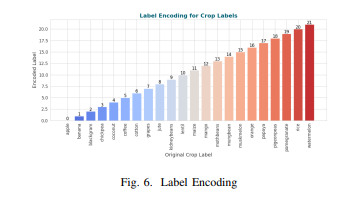 Label Encoding for Crop Labels
Encoded Label
20.0
17.5
15.0
12.5
10.0
7.5
5.0
2.5
0.0
0 1 2 3 4 5 6 7 8 9 10 11 12 13 14 15 16 17 18 19 20 21
apple banana blackgram chickpea coconut coffee cotton grapes jute kidneybeans lentil maize mango mothbeans mungbean muskmelon orange papaya pigeonpeas pomegranate rice watermelon
Original Crop Label
Fig. 6. Label Encoding